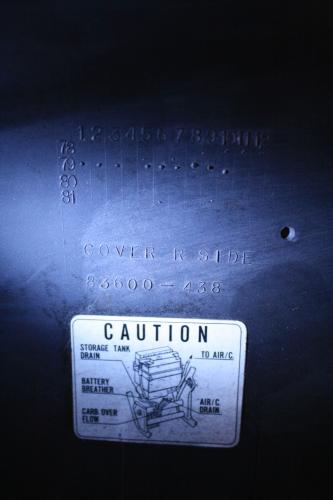 1 2 3 4 5 6 7 8 9 10 11 12
78
79
80
81
COVER R SIDE
83600-438
CAUTION
STORAGE TANK DRAIN
TO AIR/C.
BATTERY BREATHER
CARB. OVER FLOW
AIR/C. DRAIN